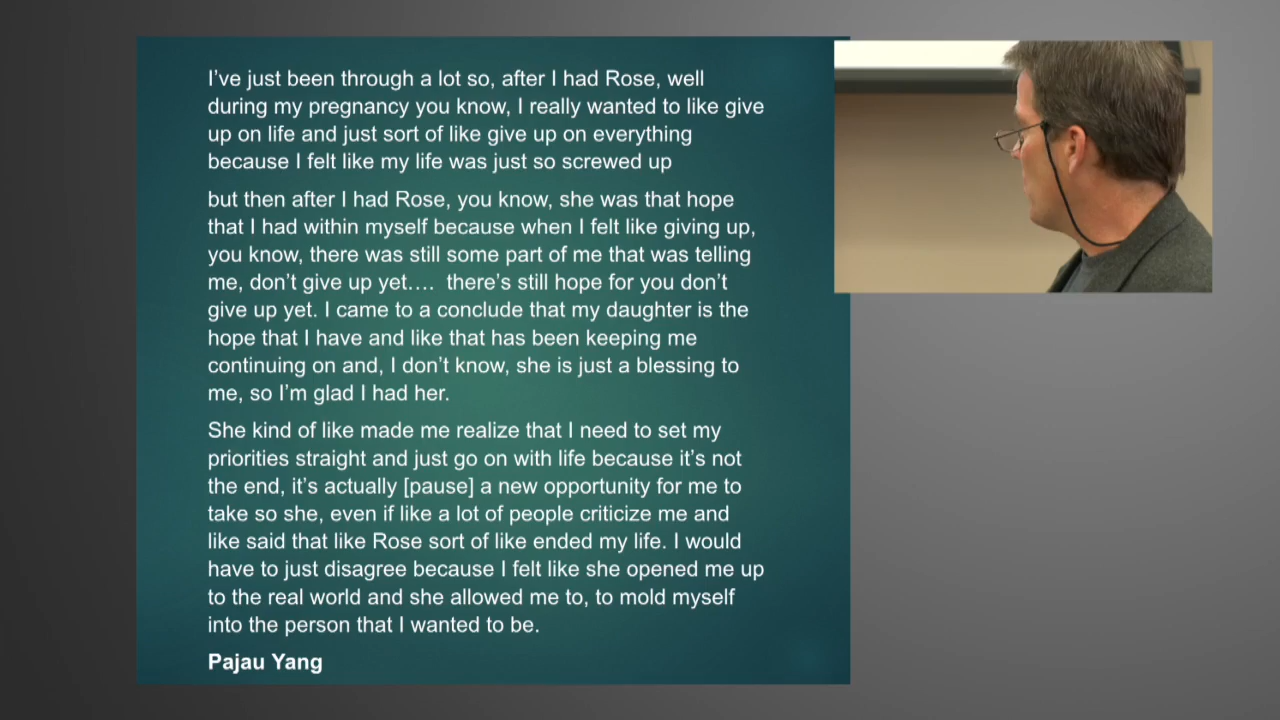 I've just been through a lot so, after I had Rose, well
during my pregnancy you know, I really wanted to like give
up on life and just sort of like give up on everything
because I felt like my life was just so screwed up
but then after I had Rose, you know, she was that hope
that I had within myself because when I felt like giving up,
you know, there was still some part of me that was telling
me, don't give up yet…. there's still hope for you don't
give up yet. I came to a conclude that my daughter is the
hope that I have and like that has been keeping me
continuing on and, I don't know, she is just a blessing to
me, so I'm glad I had her.
She kind of like made me realize that I need to set my
priorities straight and just go on with life because it's not
the end, it's actually [pause] a new opportunity for me to
take so she, even if like a lot of people criticize me and
like said that like Rose sort of like ended my life. I would
have to just disagree because I felt like she opened me up
to the real world and she allowed me to, to mold myself
into the person that I wanted to be.
Pajau Yang